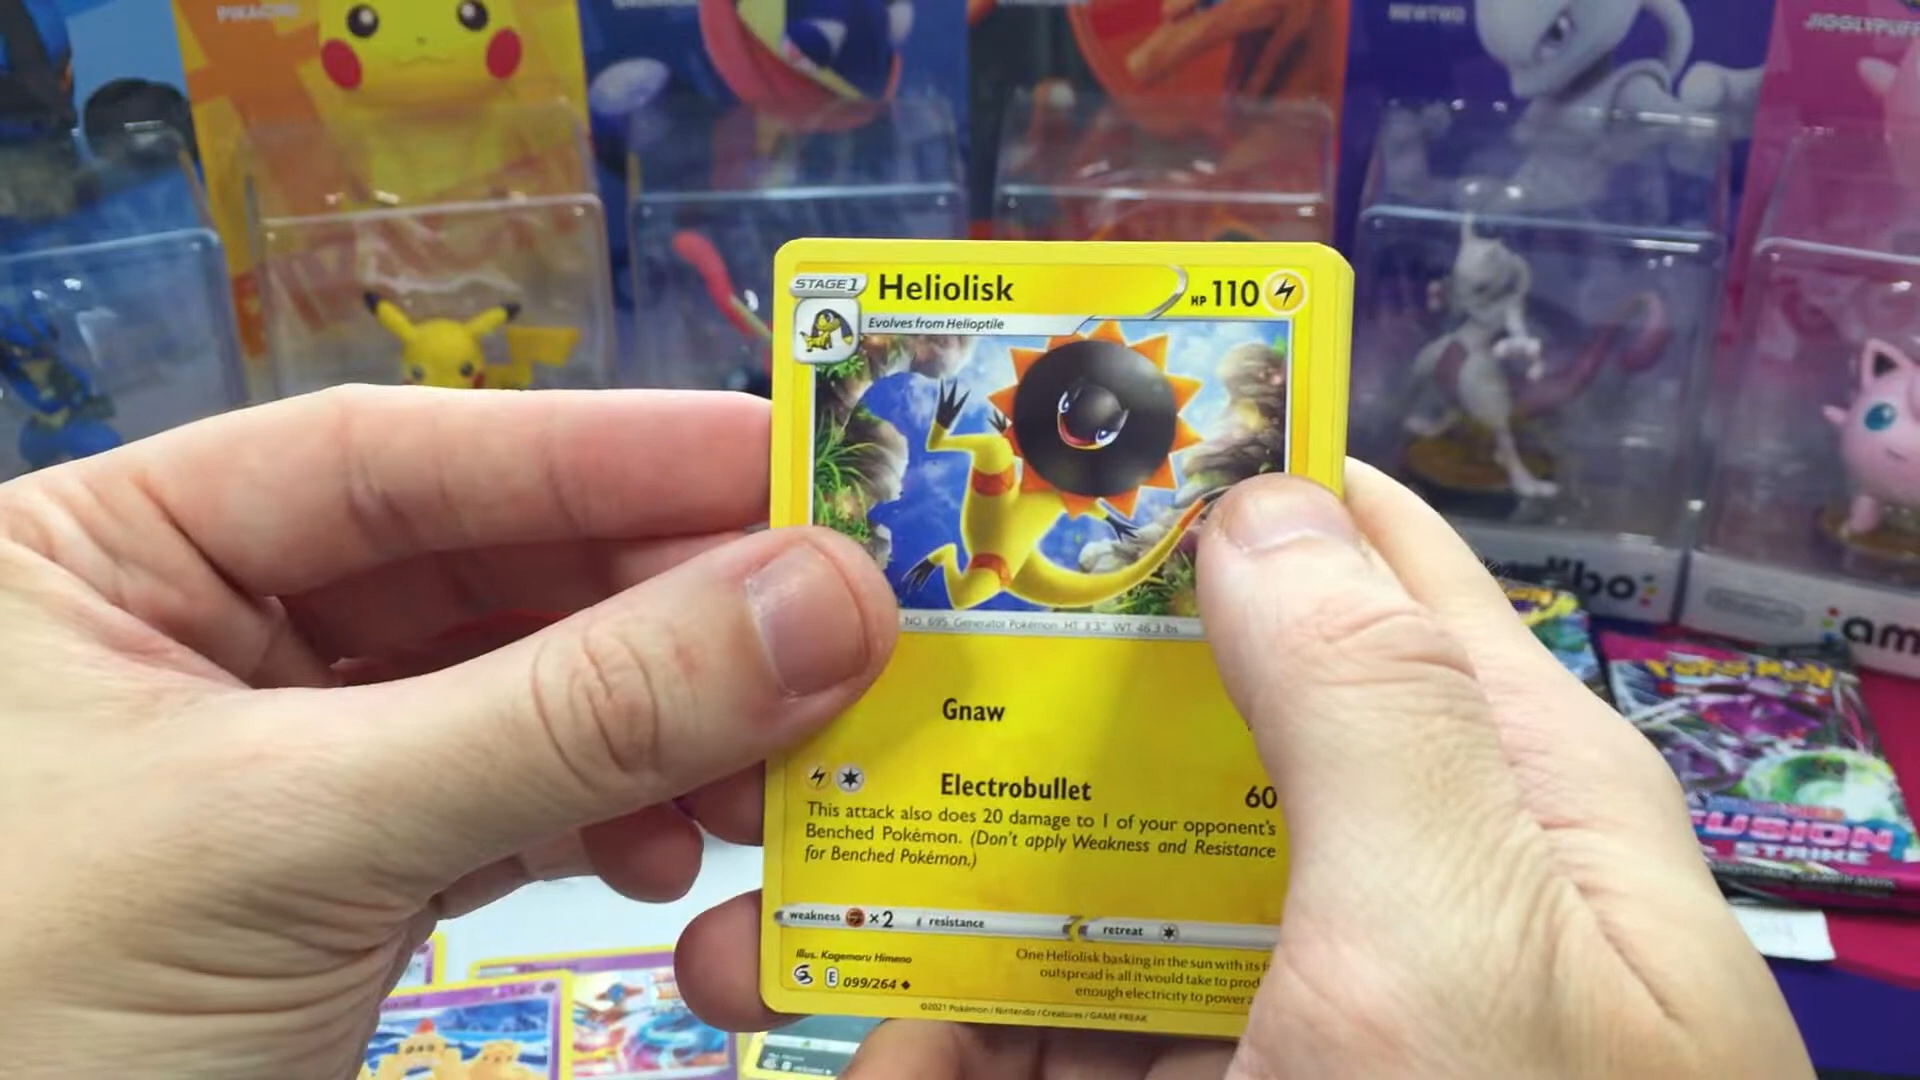 PIKACHU
MEWTWO
JIGGLYPUFF
STAGE1
Heliolisk
HP 110
Evolves from Helioptile
NO. 695 Generator Pokémon HT: 3'3" WT: 46.3 lbs
Gnaw
Electrobullet 60
This attack also does 20 damage to 1 of your opponent's
Benched Pokémon. (Don't apply Weakness and Resistance
for Benched Pokémon.)
weakness ×2 resistance retreat
Illus. Kagemaru Himeno
E 099/264
One Heliolisk basking in the sun with its f
outspread is all it would take to prod
enough electricity to power a
©2021 Pokémon / Nintendo / Creatures / GAME FREAK
iibo
am
POKÉMON
FUSION
STRIKE